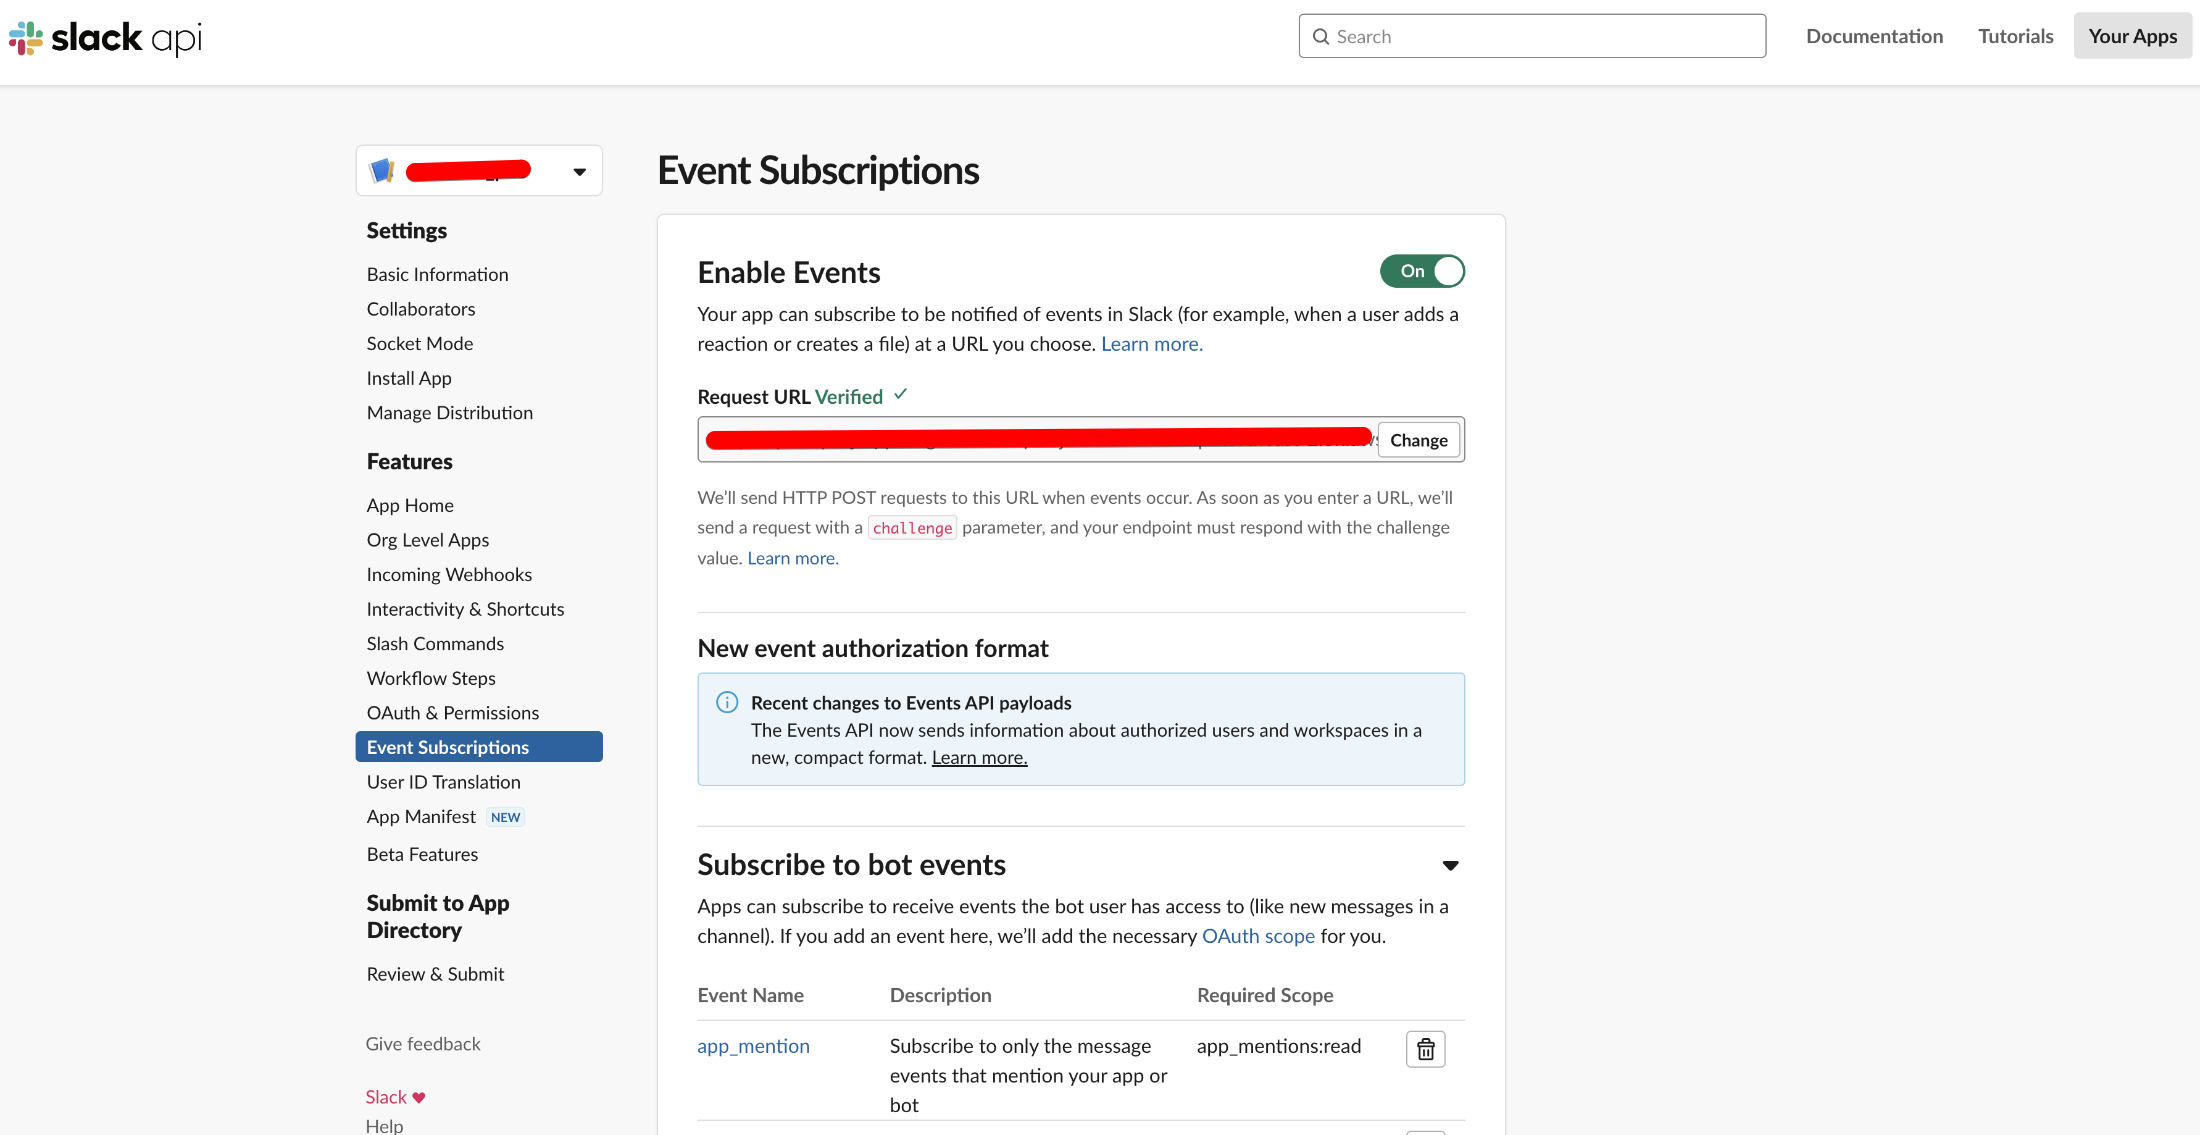 slack api
Search
Documentation
Tutorials
Your Apps
Settings
Basic Information
Collaborators
Socket Mode
Install App
Manage Distribution
Features
App Home
Org Level Apps
Incoming Webhooks
Interactivity & Shortcuts
Slash Commands
Workflow Steps
OAuth & Permissions
Event Subscriptions
User ID Translation
App Manifest NEW
Beta Features
Submit to App
Directory
Review & Submit
Give feedback
Slack ♥
Help
Event Subscriptions
Enable Events
On
Your app can subscribe to be notified of events in Slack (for example, when a user adds a
reaction or creates a file) at a URL you choose. Learn more.
Request URL Verified ✓
Change
We’ll send HTTP POST requests to this URL when events occur. As soon as you enter a URL, we’ll
send a request with a challenge parameter, and your endpoint must respond with the challenge
value. Learn more.
New event authorization format
Recent changes to Events API payloads
The Events API now sends information about authorized users and workspaces in a
new, compact format. Learn more.
Subscribe to bot events
Apps can subscribe to receive events the bot user has access to (like new messages in a
channel). If you add an event here, we’ll add the necessary OAuth scope for you.
Event Name Description Required Scope
app_mention Subscribe to only the message app_mentions:read
events that mention your app or
bot